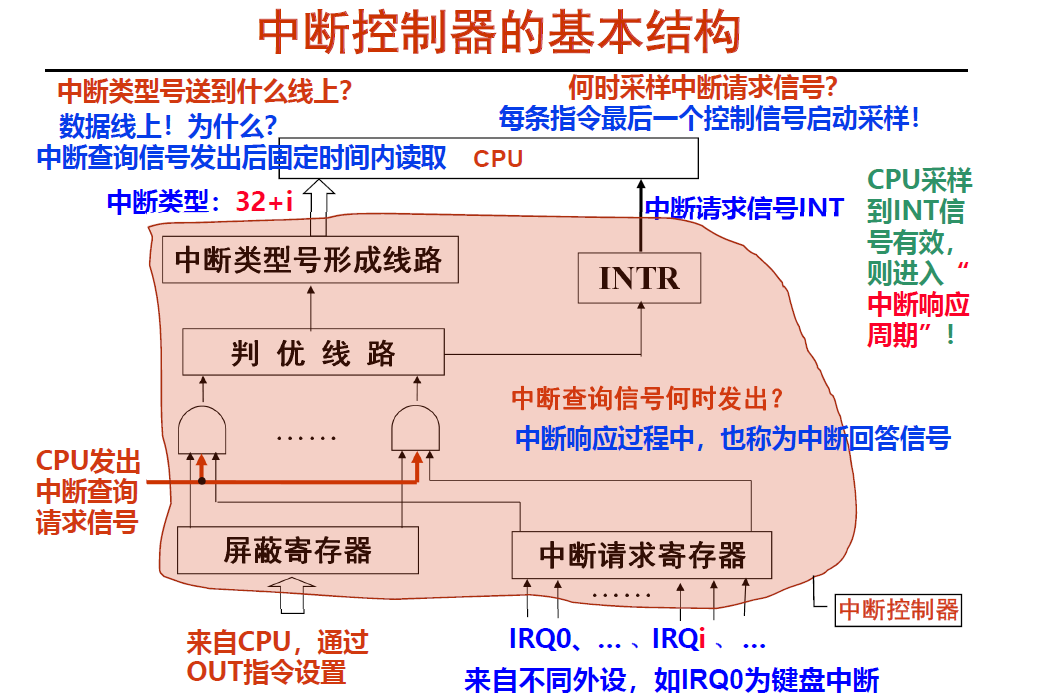 中断控制器的基本结构
中断类型号送到什么线上？
数据线上！为什么？
中断查询信号发出后固定时间内读取
何时采样中断请求信号？
每条指令最后一个控制信号启动采样！
CPU
中断类型：32+i
中断请求信号INT
CPU采样
到INT信
号有效，
则进入“
中断响应
周期”！
中断类型号形成线路
INTR
判 优 线 路
中断查询信号何时发出？
中断响应过程中，也称为中断回答信号
······
CPU发出
中断查询
请求信号
屏蔽寄存器
中断请求寄存器
······
中断控制器
来自CPU，通过
OUT指令设置
IRQ0、… 、IRQi 、 …
来自不同外设，如IRQ0为键盘中断